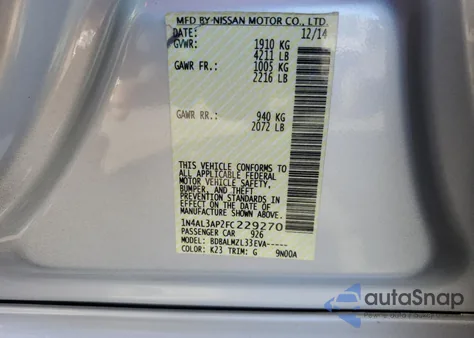 MFD BY NISSAN MOTOR CO., LTD.
DATE: 12/14
GVWR: 1910 KG
4211 LB
GAWR FR.: 1005 KG
2216 LB
GAWR RR.: 940 KG
2072 LB
THIS VEHICLE CONFORMS TO
ALL APPLICABLE FEDERAL
MOTOR VEHICLE SAFETY,
BUMPER, AND THEFT
PREVENTION STANDARDS IN
EFFECT ON THE DATE OF
MANUFACTURE SHOWN ABOVE.
1N4AL3AP2FC229270
PASSENGER CAR 926
MODEL: BDBALMZL33EVA-----
COLOR: K23 TRIM: G 9N00A
autaSnap